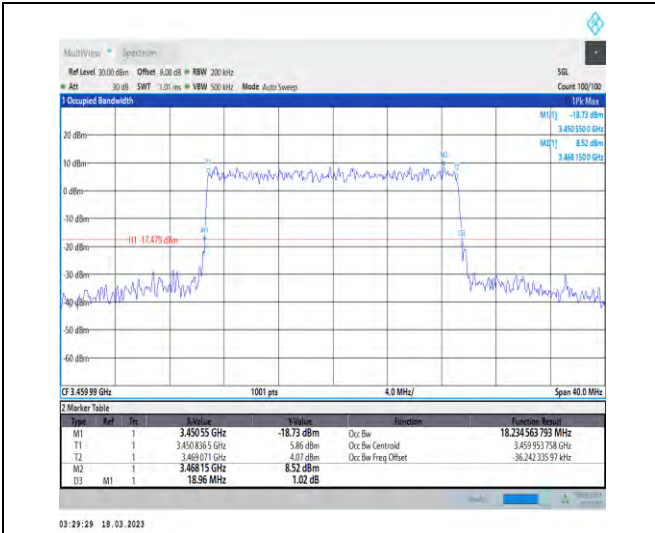 MultiView Spectrum
Ref Level 30.00 dBm Offset 8.00 dB RBW 200 kHz SGL
Att 30 dB SWT 1.01 ms VBW 500 kHz Mode Auto Sweep Count 100/100
1 Occupied Bandwidth 1Pk Max
M1[1] -18.73 dBm
3.450 550 0 GHz
M2[1] 8.52 dBm
3.468 150 0 GHz
20 dBm
10 dBm
0 dBm
-10 dBm
-20 dBm
-30 dBm
-40 dBm
-50 dBm
-60 dBm
T1
M2
T2
M1
D3
H1 -17.479 dBm
CF 3.459 99 GHz 1001 pts 4.0 MHz/ Span 40.0 MHz
2 Marker Table
Type Ref Trc X-Value Y-Value Function Function Result
M1 1 3.450 55 GHz -18.73 dBm Occ Bw 18.234 563 793 MHz
T1 1 3.450 836 5 GHz 5.86 dBm Occ Bw Centroid 3.459 953 758 GHz
T2 1 3.469 071 GHz 4.07 dBm Occ Bw Freq Offset -36.242 335 97 kHz
M2 1 3.468 15 GHz 8.52 dBm
D3 M1 1 18.96 MHz 1.02 dB
03:29:29 18.03.2023